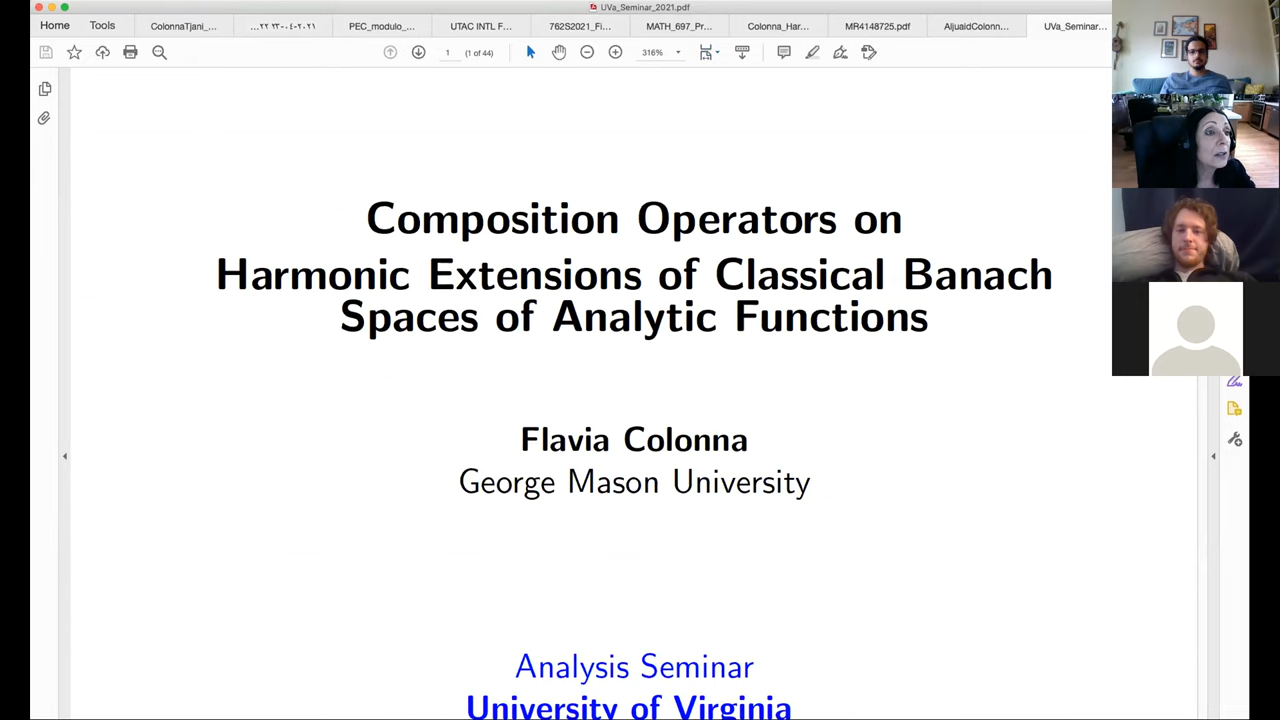 UVa_Seminar_2021.pdf
Home
Tools
ColonnaTjani_...
PEC_modulo_...
UTAC INTL F...
762S2021_Fi...
MATH_697_Pr...
Colonna_Har...
MR4148725.pdf
AljuaidColonn...
UVa_Seminar...
1
(1 of 44)
316%
Composition Operators on
Harmonic Extensions of Classical Banach
Spaces of Analytic Functions
Flavia Colonna
George Mason University
Analysis Seminar
University of Virginia